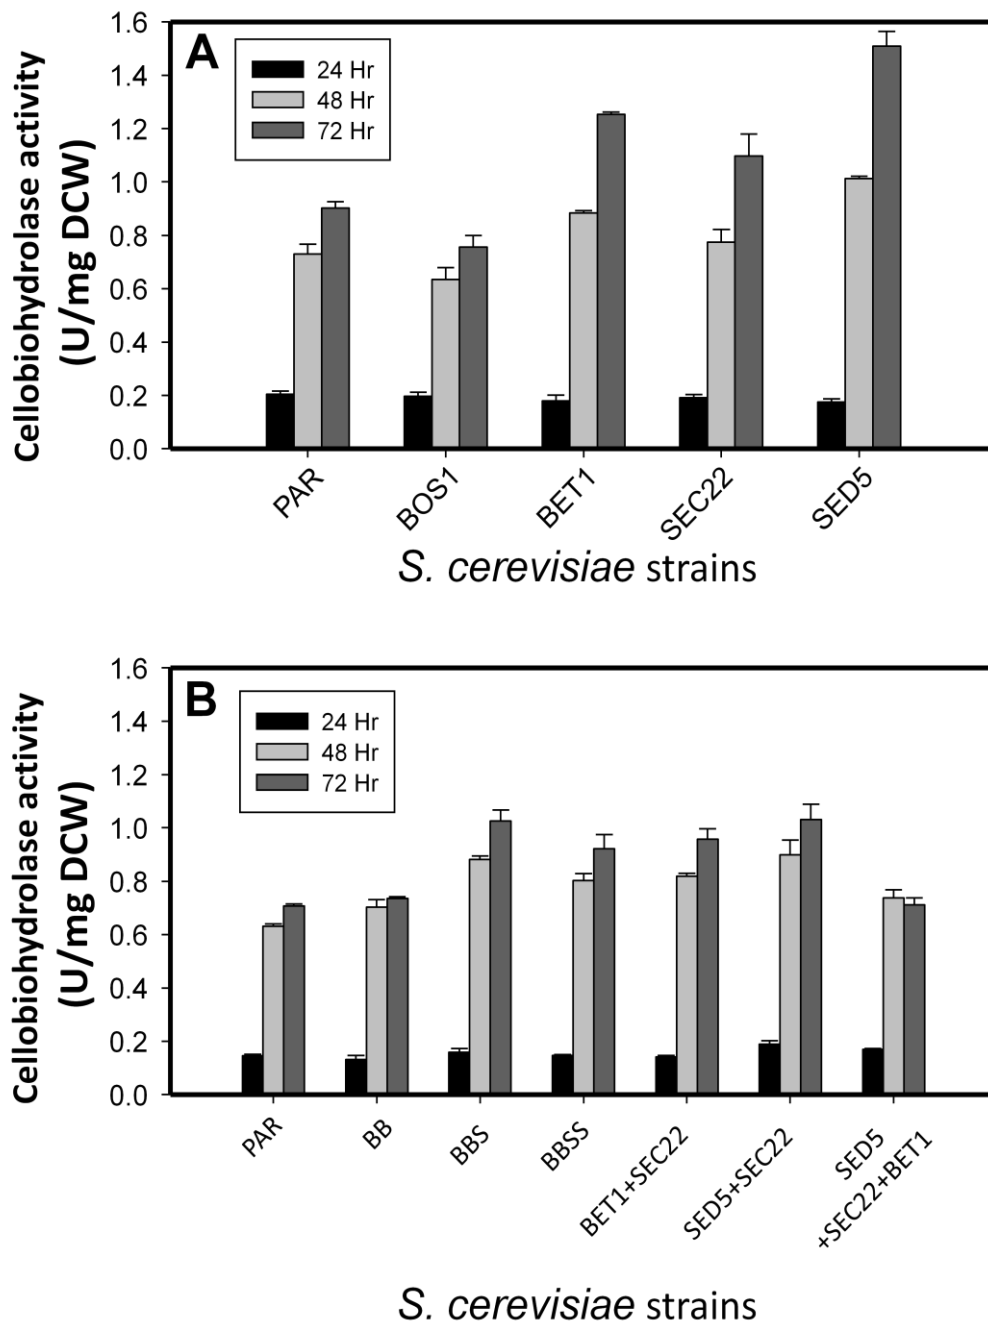 A
24 Hr
48 Hr
72 Hr
Cellobiohydrolase activity
(U/mg DCW)
1.6
1.4
1.2
1.0
0.8
0.6
0.4
0.2
0.0
PAR
BOS1
BET1
SEC22
SED5
S. cerevisiae strains
B
24 Hr
48 Hr
72 Hr
Cellobiohydrolase activity
(U/mg DCW)
1.6
1.4
1.2
1.0
0.8
0.6
0.4
0.2
0.0
PAR
BB
BBS
BBSS
BET1+SEC22
SED5+SEC22
SED5
+SEC22+BET1
S. cerevisiae strains